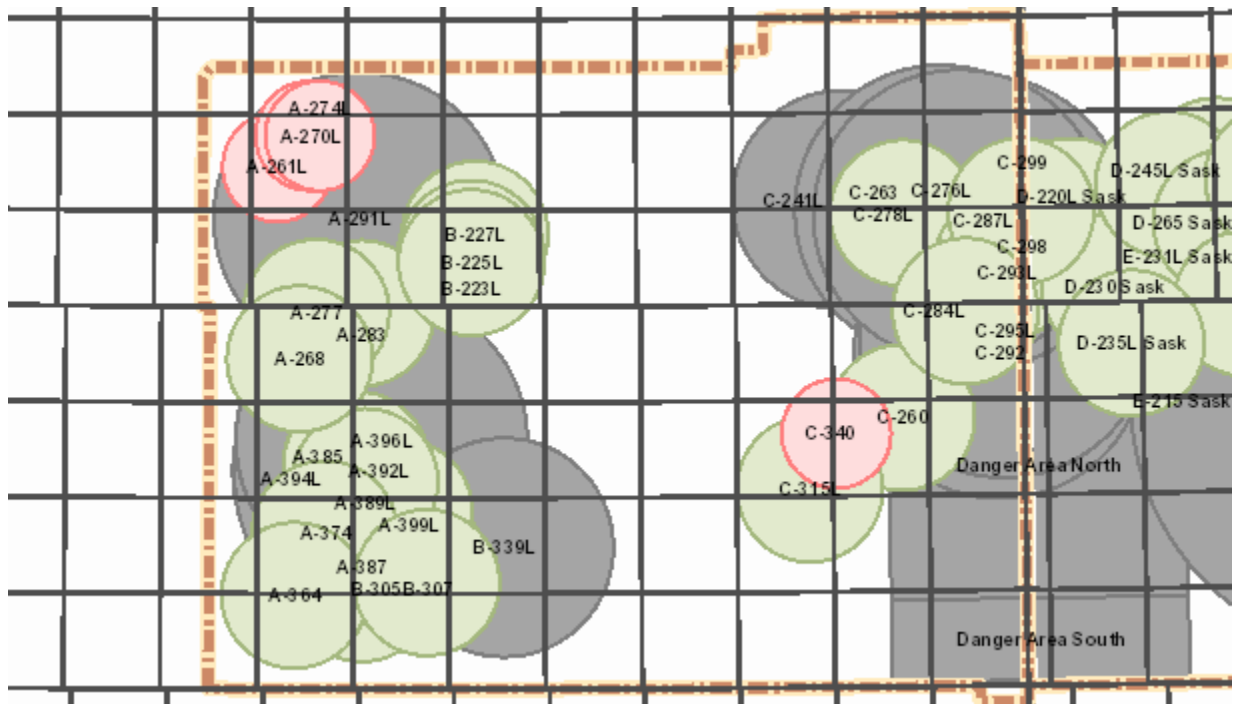 A-274L
A-270L
A-261L
A-291L
B-227L
B-225L
B-223L
A-277
A-283
A-268
A-396L
A-385
A-392L
A-394L
A-389L
A-374
A-399L
A-387
A-364
B-305
B-307
B-339L
C-299
C-241L
C-263
C-276L
C-278L
C-287L
C-298
C-293L
C-284L
C-295L
C-292
C-260
C-340
C-315L
D-245L Sask
D-220L Sask
D-265 Sask
E-231L Sask
D-230 Sask
D-235L Sask
E-215 Sask
Danger Area North
Danger Area South